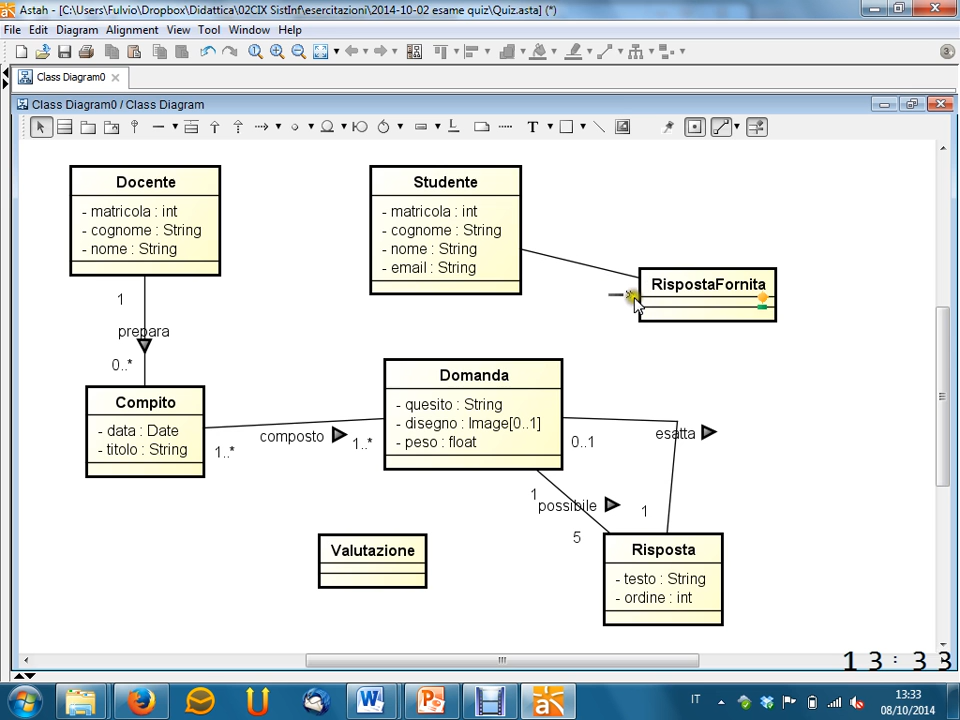 Astah - [C:\Users\Fulvio\Dropbox\Didattica\02CIX SistInf\esercitazioni\2014-10-02 esame quiz\Quiz.asta] (*)
File Edit Diagram Alignment View Tool Window Help
3
Class Diagram0
Class Diagram0 / Class Diagram
T
Docente
- matricola : int
- cognome : String
- nome : String
Studente
- matricola : int
- cognome : String
- nome : String
- email : String
RispostaFornita
1
prepara
0..*
Compito
- data : Date
- titolo : String
composto
1..*
1..*
Domanda
- quesito : String
- disegno : Image[0..1]
- peso : float
0..1
esatta
1
possibile
5
1
Valutazione
Risposta
- testo : String
- ordine : int
13:33
IT
13:33
08/10/2014